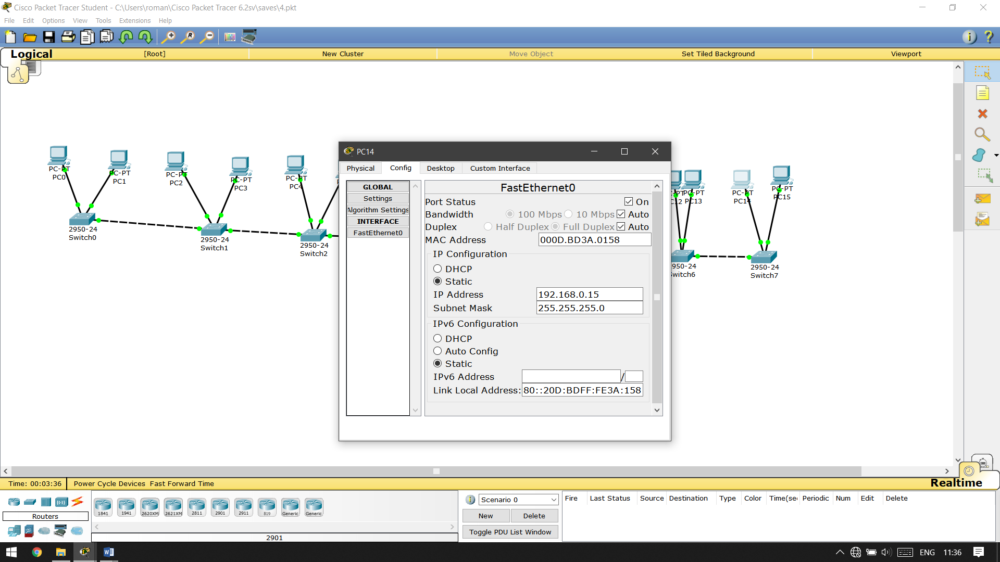 Cisco Packet Tracer Student - C:\Users\roman\Cisco Packet Tracer 6.2sv\saves\4.pkt
File Edit Options View Tools Extensions Help
Logical [Root] New Cluster Move Object Set Tiled Background Viewport
PC-PT
PC0
PC-PT
PC1
PC-PT
PC2
PC-PT
PC3
PC-PT
PC4
2950-24
Switch0
2950-24
Switch1
2950-24
Switch2
PC14
Physical Config Desktop Custom Interface
GLOBAL
Settings
Algorithm Settings
INTERFACE
FastEthernet0
FastEthernet0
Port Status On
Bandwidth 100 Mbps 10 Mbps Auto
Duplex Half Duplex Full Duplex Auto
MAC Address 000D.BD3A.0158
IP Configuration
DHCP
Static
IP Address 192.168.0.15
Subnet Mask 255.255.255.0
IPv6 Configuration
DHCP
Auto Config
Static
IPv6 Address /
Link Local Address: 80::20D:BDFF:FE3A:158
PC-PT
PC13
PC-PT
PC14
PC-PT
PC15
2950-24
Switch7
Realtime
Time: 00:03:36 Power Cycle Devices Fast Forward Time
Routers
1841 1941 2620XM 2621XM 2811 2901 2911 819 Generic Generic
2901
Scenario 0
New Delete
Toggle PDU List Window
Fire Last Status Source Destination Type Color Time(sec Periodic Num Edit Delete
ENG 11:36